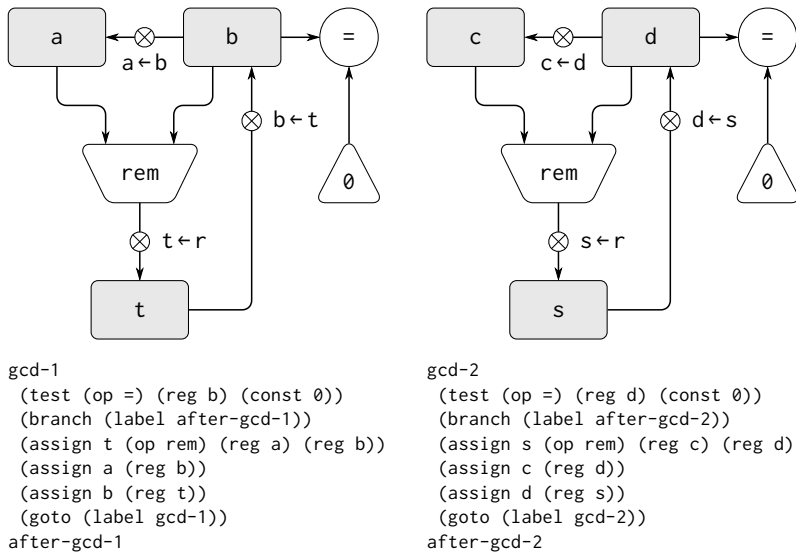 a
b
=
a←b
b←t
rem
0
t←r
t
c
d
=
c←d
d←s
rem
0
s←r
s
gcd-1
(test (op =) (reg b) (const 0))
(branch (label after-gcd-1))
(assign t (op rem) (reg a) (reg b))
(assign a (reg b))
(assign b (reg t))
(goto (label gcd-1))
after-gcd-1
gcd-2
(test (op =) (reg d) (const 0))
(branch (label after-gcd-2))
(assign s (op rem) (reg c) (reg d)
(assign c (reg d))
(assign d (reg s))
(goto (label gcd-2))
after-gcd-2